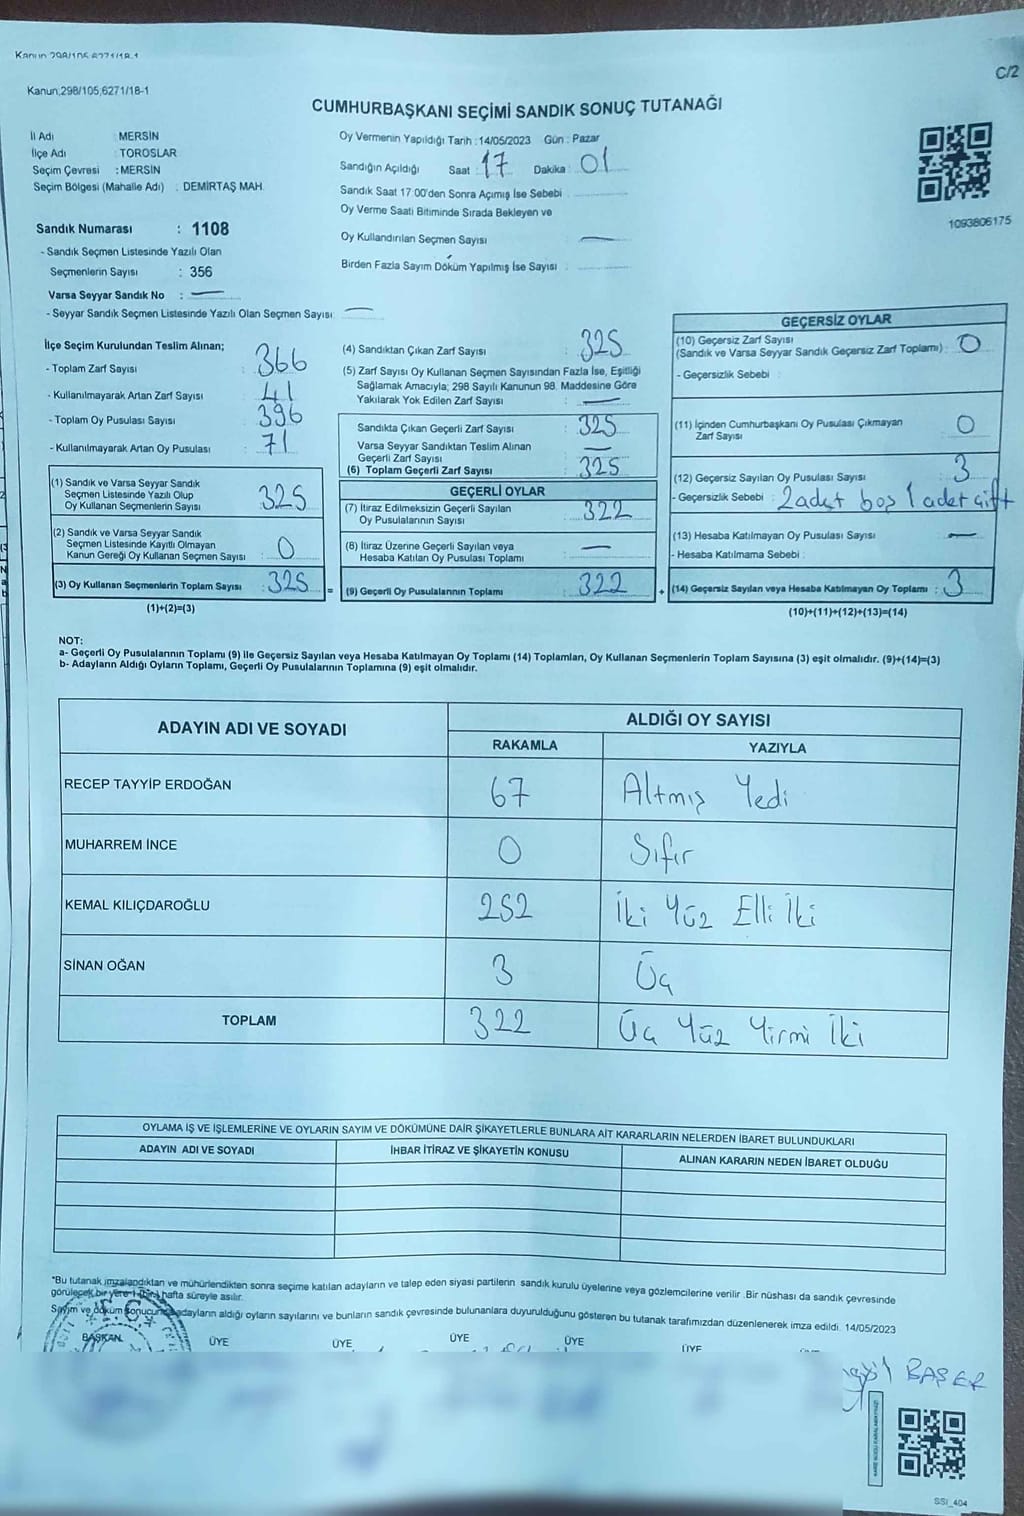 Kanun 298/105,6271/18-1
Kanun;298/105,6271/18-1
C/2
CUMHURBAŞKANI SEÇİMİ SANDIK SONUÇ TUTANAĞI
İl Adı : MERSİN
İlçe Adı : TOROSLAR
Seçim Çevresi : MERSİN
Seçim Bölgesi (Mahalle Adı) : DEMİRTAŞ MAH.
Oy Vermenin Yapıldığı Tarih : 14/05/2023 Gün : Pazar
Sandığın Açıldığı Saat : 17 Dakika : 01
Sandık Saat 17:00'den Sonra Açımış İse Sebebi :
Oy Verme Saati Bitiminde Sırada Bekleyen ve
Oy Kullandırılan Seçmen Sayısı : —
Birden Fazla Sayım Döküm Yapılmış İse Sayısı :
1093806175
Sandık Numarası : 1108
- Sandık Seçmen Listesinde Yazılı Olan
Seçmenlerin Sayısı : 356
Varsa Seyyar Sandık No : —
- Seyyar Sandık Seçmen Listesinde Yazılı Olan Seçmen Sayısı : —
İlçe Seçim Kurulundan Teslim Alınan;
- Toplam Zarf Sayısı : 366
- Kullanılmayarak Artan Zarf Sayısı : 41
- Toplam Oy Pusulası Sayısı : 396
- Kullanılmayarak Artan Oy Pusulası : 71
(1) Sandık ve Varsa Seyyar Sandık
Seçmen Listesinde Yazılı Olup
Oy Kullanan Seçmenlerin Sayısı : 325
(2) Sandık ve Varsa Seyyar Sandık
Seçmen Listesinde Kayıtlı Olmayan
Kanun Gereği Oy Kullanan Seçmen Sayısı : 0
(3) Oy Kullanan Seçmenlerin Toplam Sayısı : 325
(1)+(2)=(3)
(4) Sandıktan Çıkan Zarf Sayısı : 325
(5) Zarf Sayısı Oy Kullanan Seçmen Sayısından Fazla İse, Eşitliği
Sağlamak Amacıyla; 298 Sayılı Kanunun 98. Maddesine Göre
Yakılarak Yok Edilen Zarf Sayısı : —
Sandıkta Çıkan Geçerli Zarf Sayısı : 325
Varsa Seyyar Sandıktan Teslim Alınan
Geçerli Zarf Sayısı : —
(6) Toplam Geçerli Zarf Sayısı : 325
GEÇERLİ OYLAR
(7) İtiraz Edilmeksizin Geçerli Sayılan
Oy Pusulalarının Sayısı : 322
(8) İtiraz Üzerine Geçerli Sayılan veya
Hesaba Katılan Oy Pusulası Toplamı : —
= (9) Geçerli Oy Pusulalarının Toplamı : 322
GEÇERSİZ OYLAR
(10) Geçersiz Zarf Sayısı
(Sandık ve Varsa Seyyar Sandık Geçersiz Zarf Toplamı) : 0
- Geçersizlik Sebebi :
(11) İçinden Cumhurbaşkanı Oy Pusulası Çıkmayan
Zarf Sayısı : 0
(12) Geçersiz Sayılan Oy Pusulası Sayısı : 3
- Geçersizlik Sebebi : 2 adet boş 1 adet çift
(13) Hesaba Katılmayan Oy Pusulası Sayısı : —
- Hesaba Katılmama Sebebi :
+ (14) Geçersiz Sayılan veya Hesaba Katılmayan Oy Toplamı : 3
(10)+(11)+(12)+(13)=(14)
NOT:
a- Geçerli Oy Pusulalarının Toplamı (9) ile Geçersiz Sayılan veya Hesaba Katılmayan Oy Toplamı (14) Toplamları, Oy Kullanan Seçmenlerin Toplam Sayısına (3) eşit olmalıdır. (9)+(14)=(3)
b- Adayların Aldığı Oyların Toplamı, Geçerli Oy Pusulalarının Toplamına (9) eşit olmalıdır.
ADAYIN ADI VE SOYADI ALDIĞI OY SAYISI
RAKAMLA YAZIYLA
RECEP TAYYİP ERDOĞAN 67 Altmış Yedi
MUHARREM İNCE 0 Sıfır
KEMAL KILIÇDAROĞLU 252 İki Yüz Elli İki
SİNAN OĞAN 3 Üç
TOPLAM 322 Üç Yüz Yirmi İki
OYLAMA İŞ VE İŞLEMLERİNE VE OYLARIN SAYIM VE DÖKÜMÜNE DAİR ŞİKAYETLERLE BUNLARA AİT KARARLARIN NELERDEN İBARET BULUNDUKLARI
ADAYIN ADI VE SOYADI İHBAR İTİRAZ VE ŞİKAYETİN KONUSU ALINAN KARARIN NEDEN İBARET OLDUĞU
*Bu tutanak imzalandıktan ve mühürlendikten sonra seçime katılan adayların ve talep eden siyasi partilerin sandık kurulu üyelerine veya gözlemcilerine verilir .Bir nüshası da sandık çevresinde
görülecek bir yere 1 (bir) hafta süreyle asılır.
Sayım ve döküm sonucunda adayların aldığı oyların sayılarını ve bunların sandık çevresinde bulunanlara duyurulduğunu gösteren bu tutanak tarafımızdan düzenlenerek imza edildi. 14/05/2023
T.C.
BAŞKAN ÜYE ÜYE ÜYE ÜYE ÜYE
BAŞER
SSİ_404